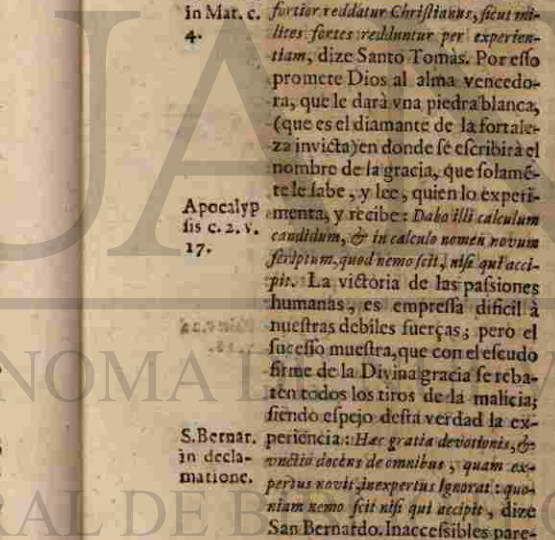 in Mat. c.
4.
fortior reddatur Christianus, sicut mi-
lites fortes redduntur per experien-
tiam, dize Santo Tomàs. Por esso
promete Dios al alma vencedo-
ra, que le darà vna piedra blanca,
(que es el diamante de la fortale-
za invicta) en donde se escribirà el
nombre de la gracia, que solamē-
te le sabe, y lee, quien lo experi-
menta, y recibe: Dabo illi calculum
candidum, & in calculo nomen novum
scriptum, quod nemo scit, nisi qui acci-
pit. La victoria de las passiones
humanas, es empressa dificil à
nuestras debiles fuerças; pero el
sucesso muestra, que con el escudo
firme de la Divina gracia se reba-
ten todos los tiros de la malicia;
siendo espejo desta verdad la ex-
periencia: Hæc gratia devotionis, &
vnctio docens de omnibus, quam ex-
pertus novit, inexpertus ignorat: quo-
niam nemo scit nisi qui accipit, dize
San Bernardo. Inaccessibles pare-
Apocalyp
sis c. 2. v.
17.
S. Bernar.
in decla-
matione.
UAN
NOMA DE
RAL DE B